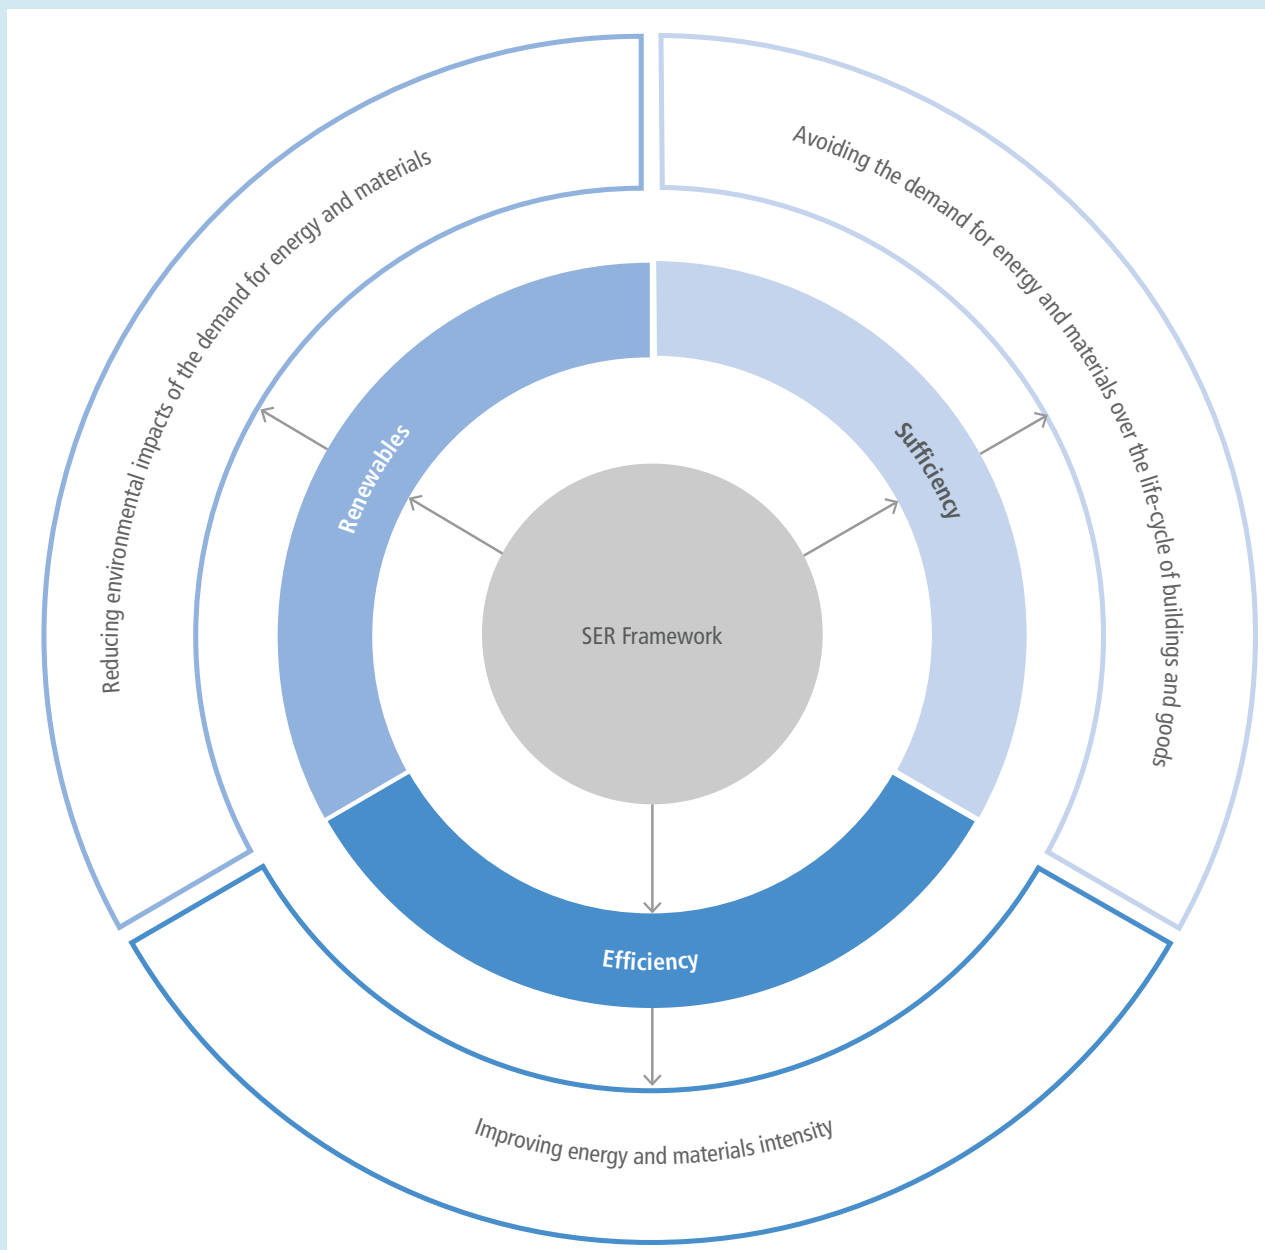 SER Framework
Sufficiency
Avoiding the demand for energy and materials over the life-cycle of buildings and goods
Efficiency
Improving energy and materials intensity
Renewables
Reducing environmental impacts of the demand for energy and materials